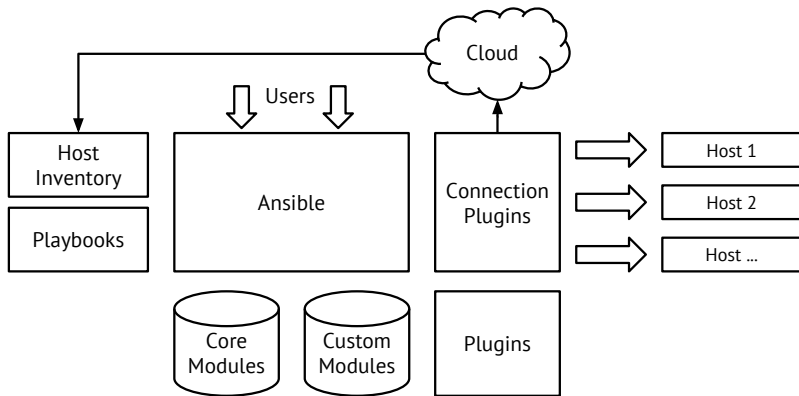 Cloud
Users
Host
Inventory
Playbooks
Ansible
Connection
Plugins
Host 1
Host 2
Host ...
Core
Modules
Custom
Modules
Plugins